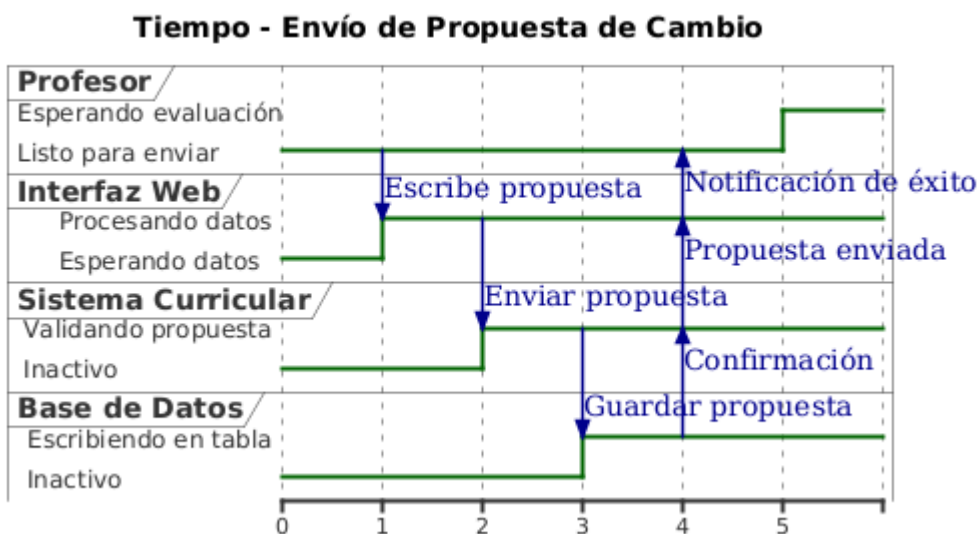 Tiempo - Envío de Propuesta de Cambio
Profesor
Esperando evaluación
Listo para enviar
Interfaz Web
Escribe propuesta
Notificación de éxito
Procesando datos
Esperando datos
Propuesta enviada
Sistema Curricular
Enviar propuesta
Validando propuesta
Inactivo
Confirmación
Base de Datos
Guardar propuesta
Escribiendo en tabla
Inactivo
0 1 2 3 4 5